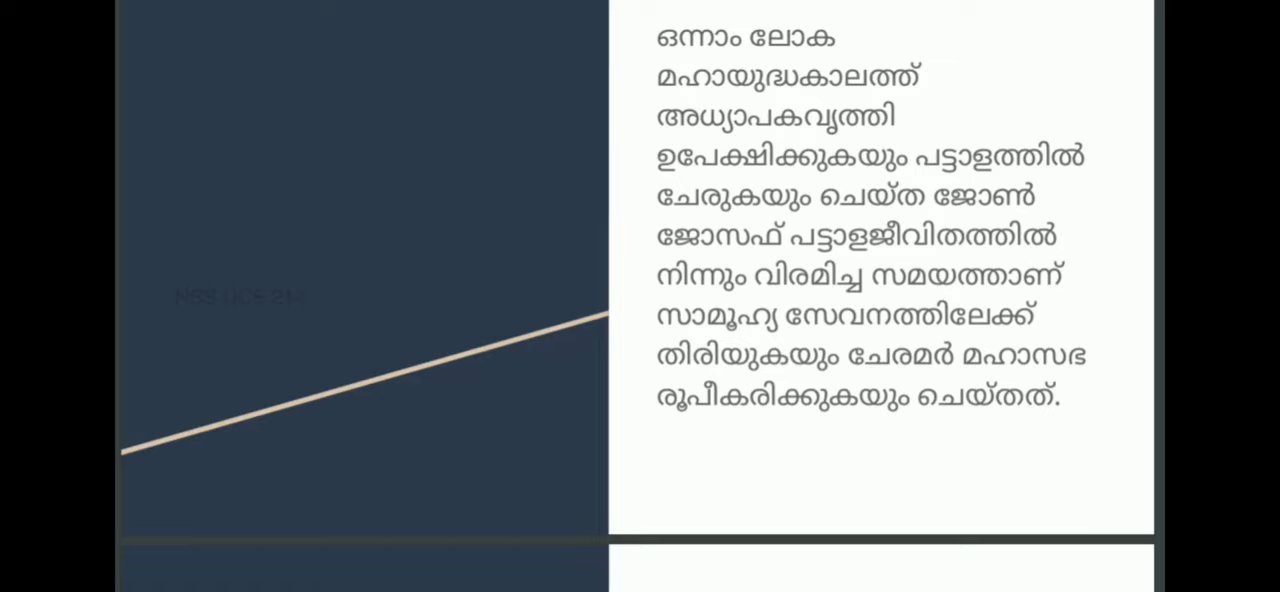 ഒന്നാം ലോക
മഹായുദ്ധകാലത്ത്
അധ്യാപകവൃത്തി
ഉപേക്ഷിക്കുകയും പട്ടാളത്തിൽ
ചേരുകയും ചെയ്ത ജോൺ
ജോസഫ് പട്ടാളജീവിതത്തിൽ
നിന്നും വിരമിച്ച സമയത്താണ്
സാമൂഹ്യ സേവനത്തിലേക്ക്
തിരിയുകയും ചേരമർ മഹാസഭ
രൂപീകരിക്കുകയും ചെയ്തത്.